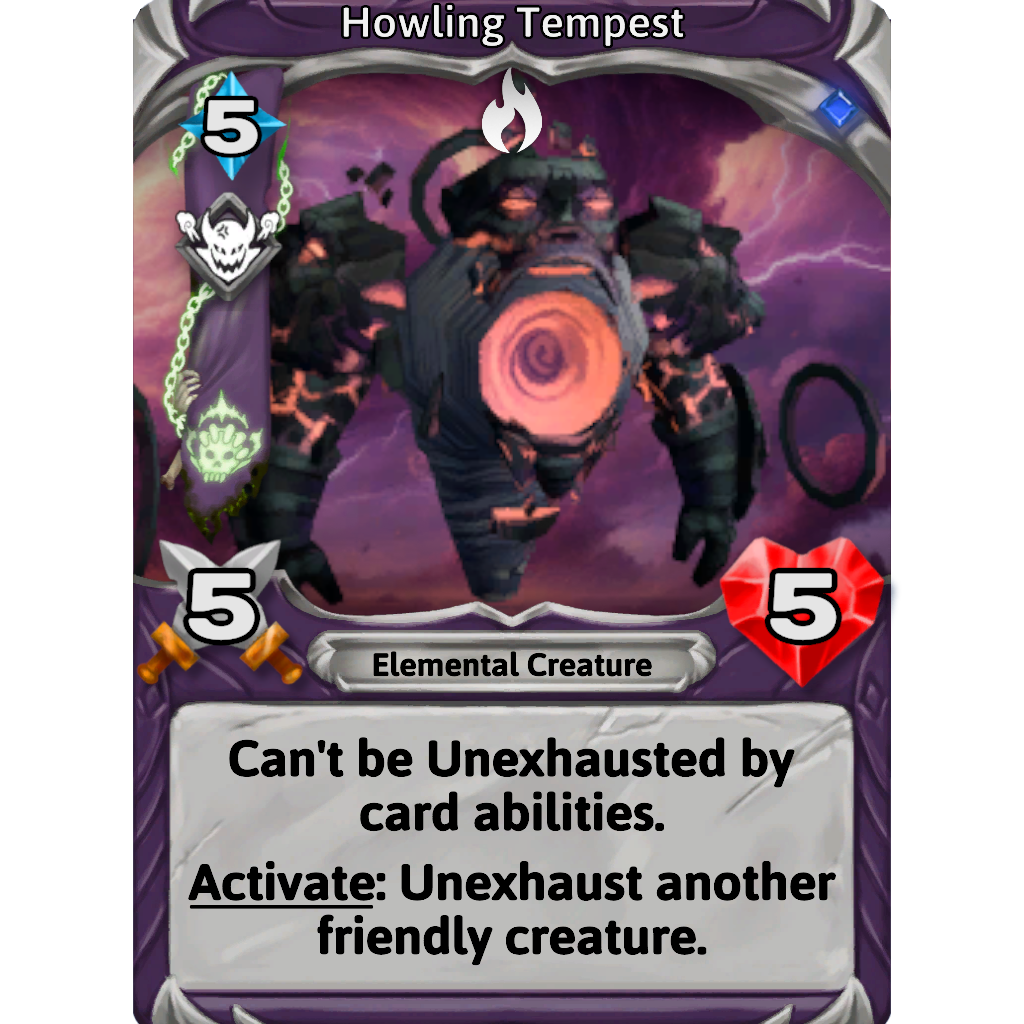 Howling Tempest
5
5
5
Elemental Creature
Can't be Unexhausted by
card abilities.
Activate: Unexhaust another
friendly creature.